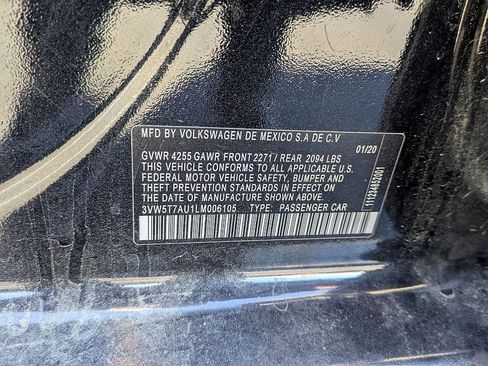 MFD BY VOLKSWAGEN DE MEXICO S.A DE C.V 01/20
GVWR 4255 GAWR FRONT 2271 / REAR 2094 LBS
THIS VEHICLE CONFORMS TO ALL APPLICABLE U.S.
FEDERAL MOTOR VEHICLE SAFETY, BUMPER AND
THEFT PREVENTION STANDARDS IN EFFECT ON
THE DATE OF MANUFACTURE SHOWN ABOVE.
3VW5T7AU1LM006105 TYPE: PASSENGER CAR